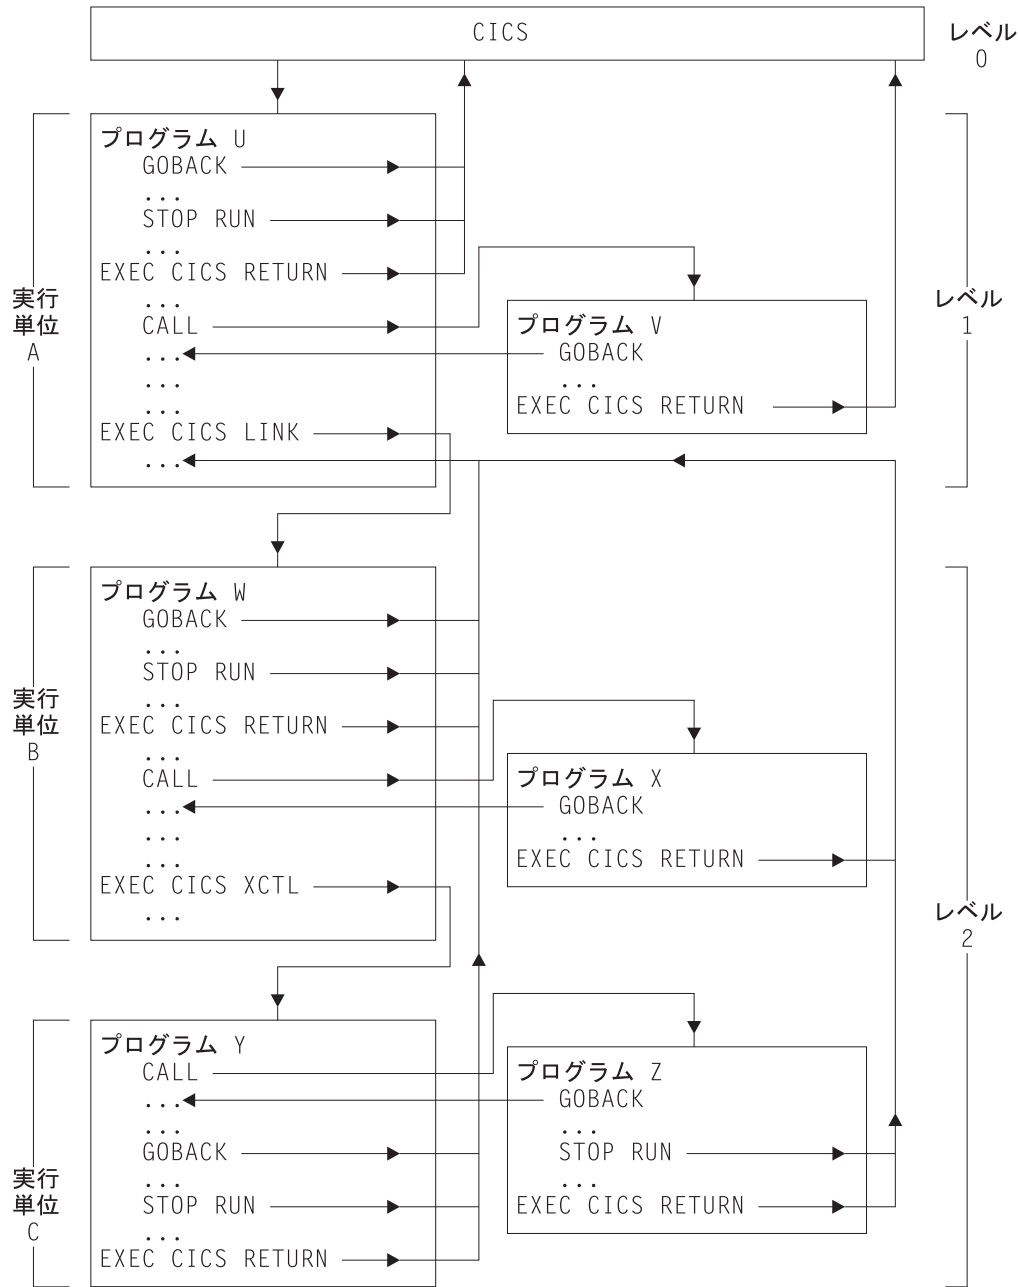 CICS
レベル
0
プログラム U
GOBACK
...
STOP RUN
...
EXEC CICS RETURN
...
CALL
...
...
...
EXEC CICS LINK
...
実行
単位
A
プログラム V
GOBACK
...
EXEC CICS RETURN
レベル
1
プログラム W
GOBACK
...
STOP RUN
...
EXEC CICS RETURN
...
CALL
...
...
...
EXEC CICS XCTL
...
実行
単位
B
プログラム X
GOBACK
...
EXEC CICS RETURN
レベル
2
プログラム Y
CALL
...
...
GOBACK
...
STOP RUN
...
EXEC CICS RETURN
実行
単位
C
プログラム Z
GOBACK
...
STOP RUN
...
EXEC CICS RETURN